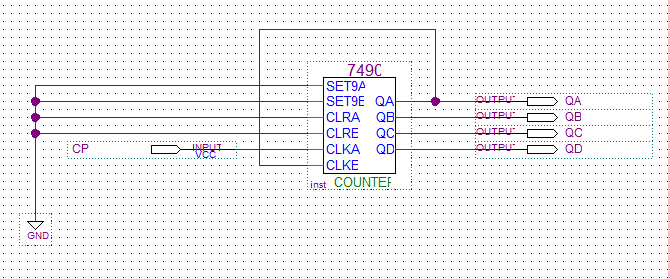 7490
SET9A
SET9B QA OUTPUT QA
CLRA QB OUTPUT QB
CLRB QC OUTPUT QC
CP INPUT VCC CLKA QD OUTPUT QD
CLKB
inst COUNTER
GND